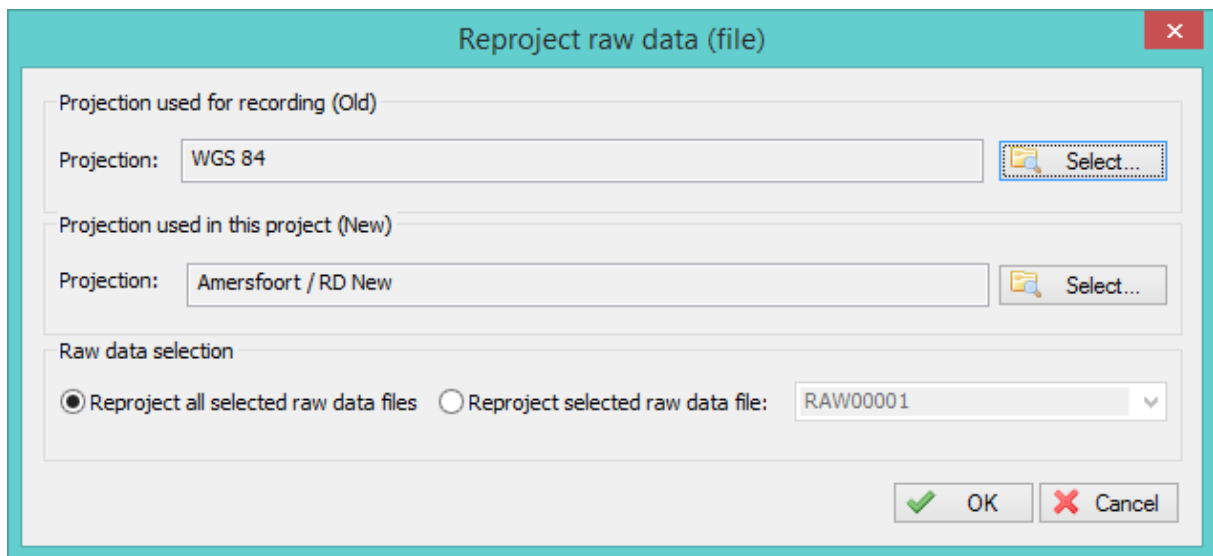 Reproject raw data (file)
Projection used for recording (Old)
Projection: WGS 84 Select...
Projection used in this project (New)
Projection: Amersfoort / RD New Select...
Raw data selection
Reproject all selected raw data files Reproject selected raw data file: RAW00001
OK Cancel